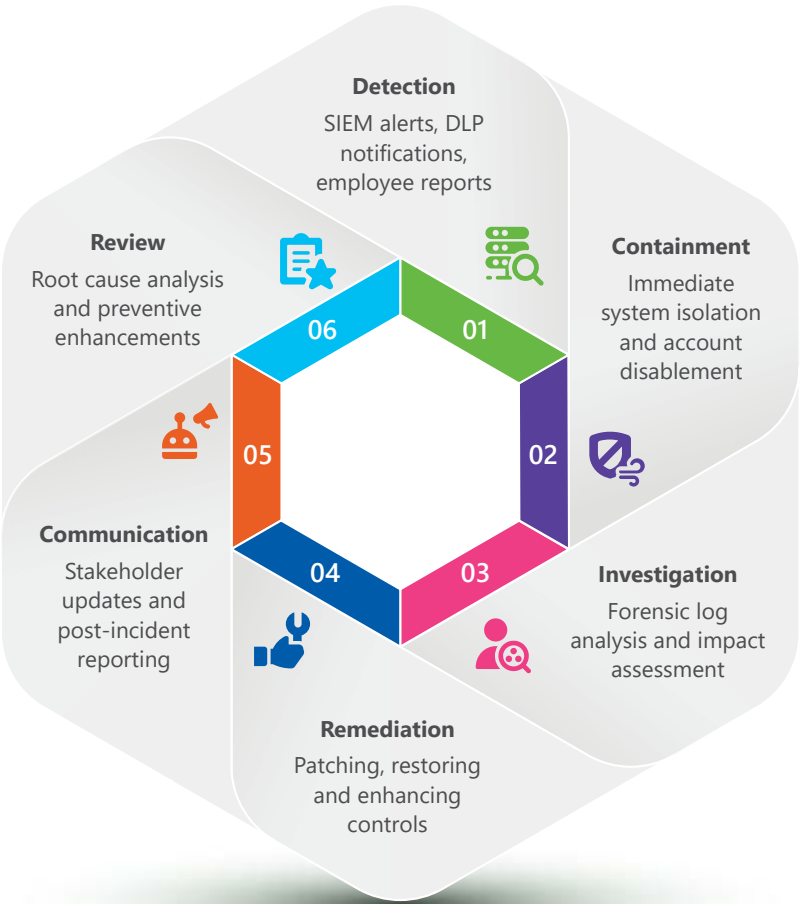 Detection
SIEM alerts, DLP
notifications,
employee reports
01
Containment
Immediate
system isolation
and account
disablement
02
Investigation
Forensic log
analysis and impact
assessment
03
Remediation
Patching, restoring
and enhancing
controls
04
Communication
Stakeholder
updates and
post-incident
reporting
05
Review
Root cause analysis
and preventive
enhancements
06